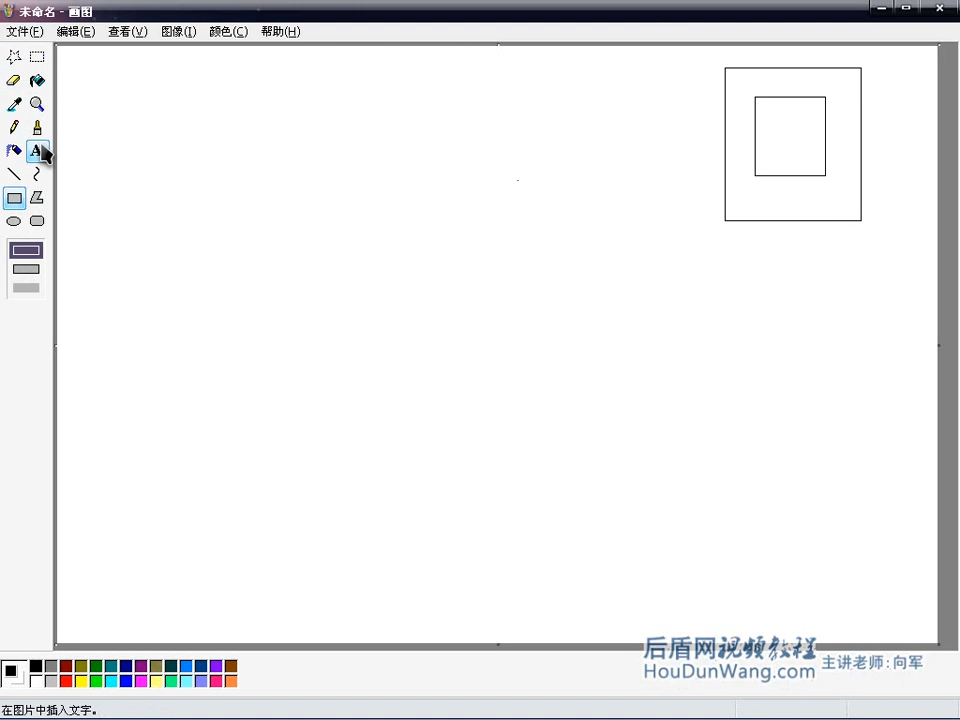 未命名 - 画图
文件(F) 编辑(E) 查看(V) 图像(I) 颜色(C) 帮助(H)
A
后盾网视频教程
HouDunWang.com
主讲老师:向军
在图片中插入文字。